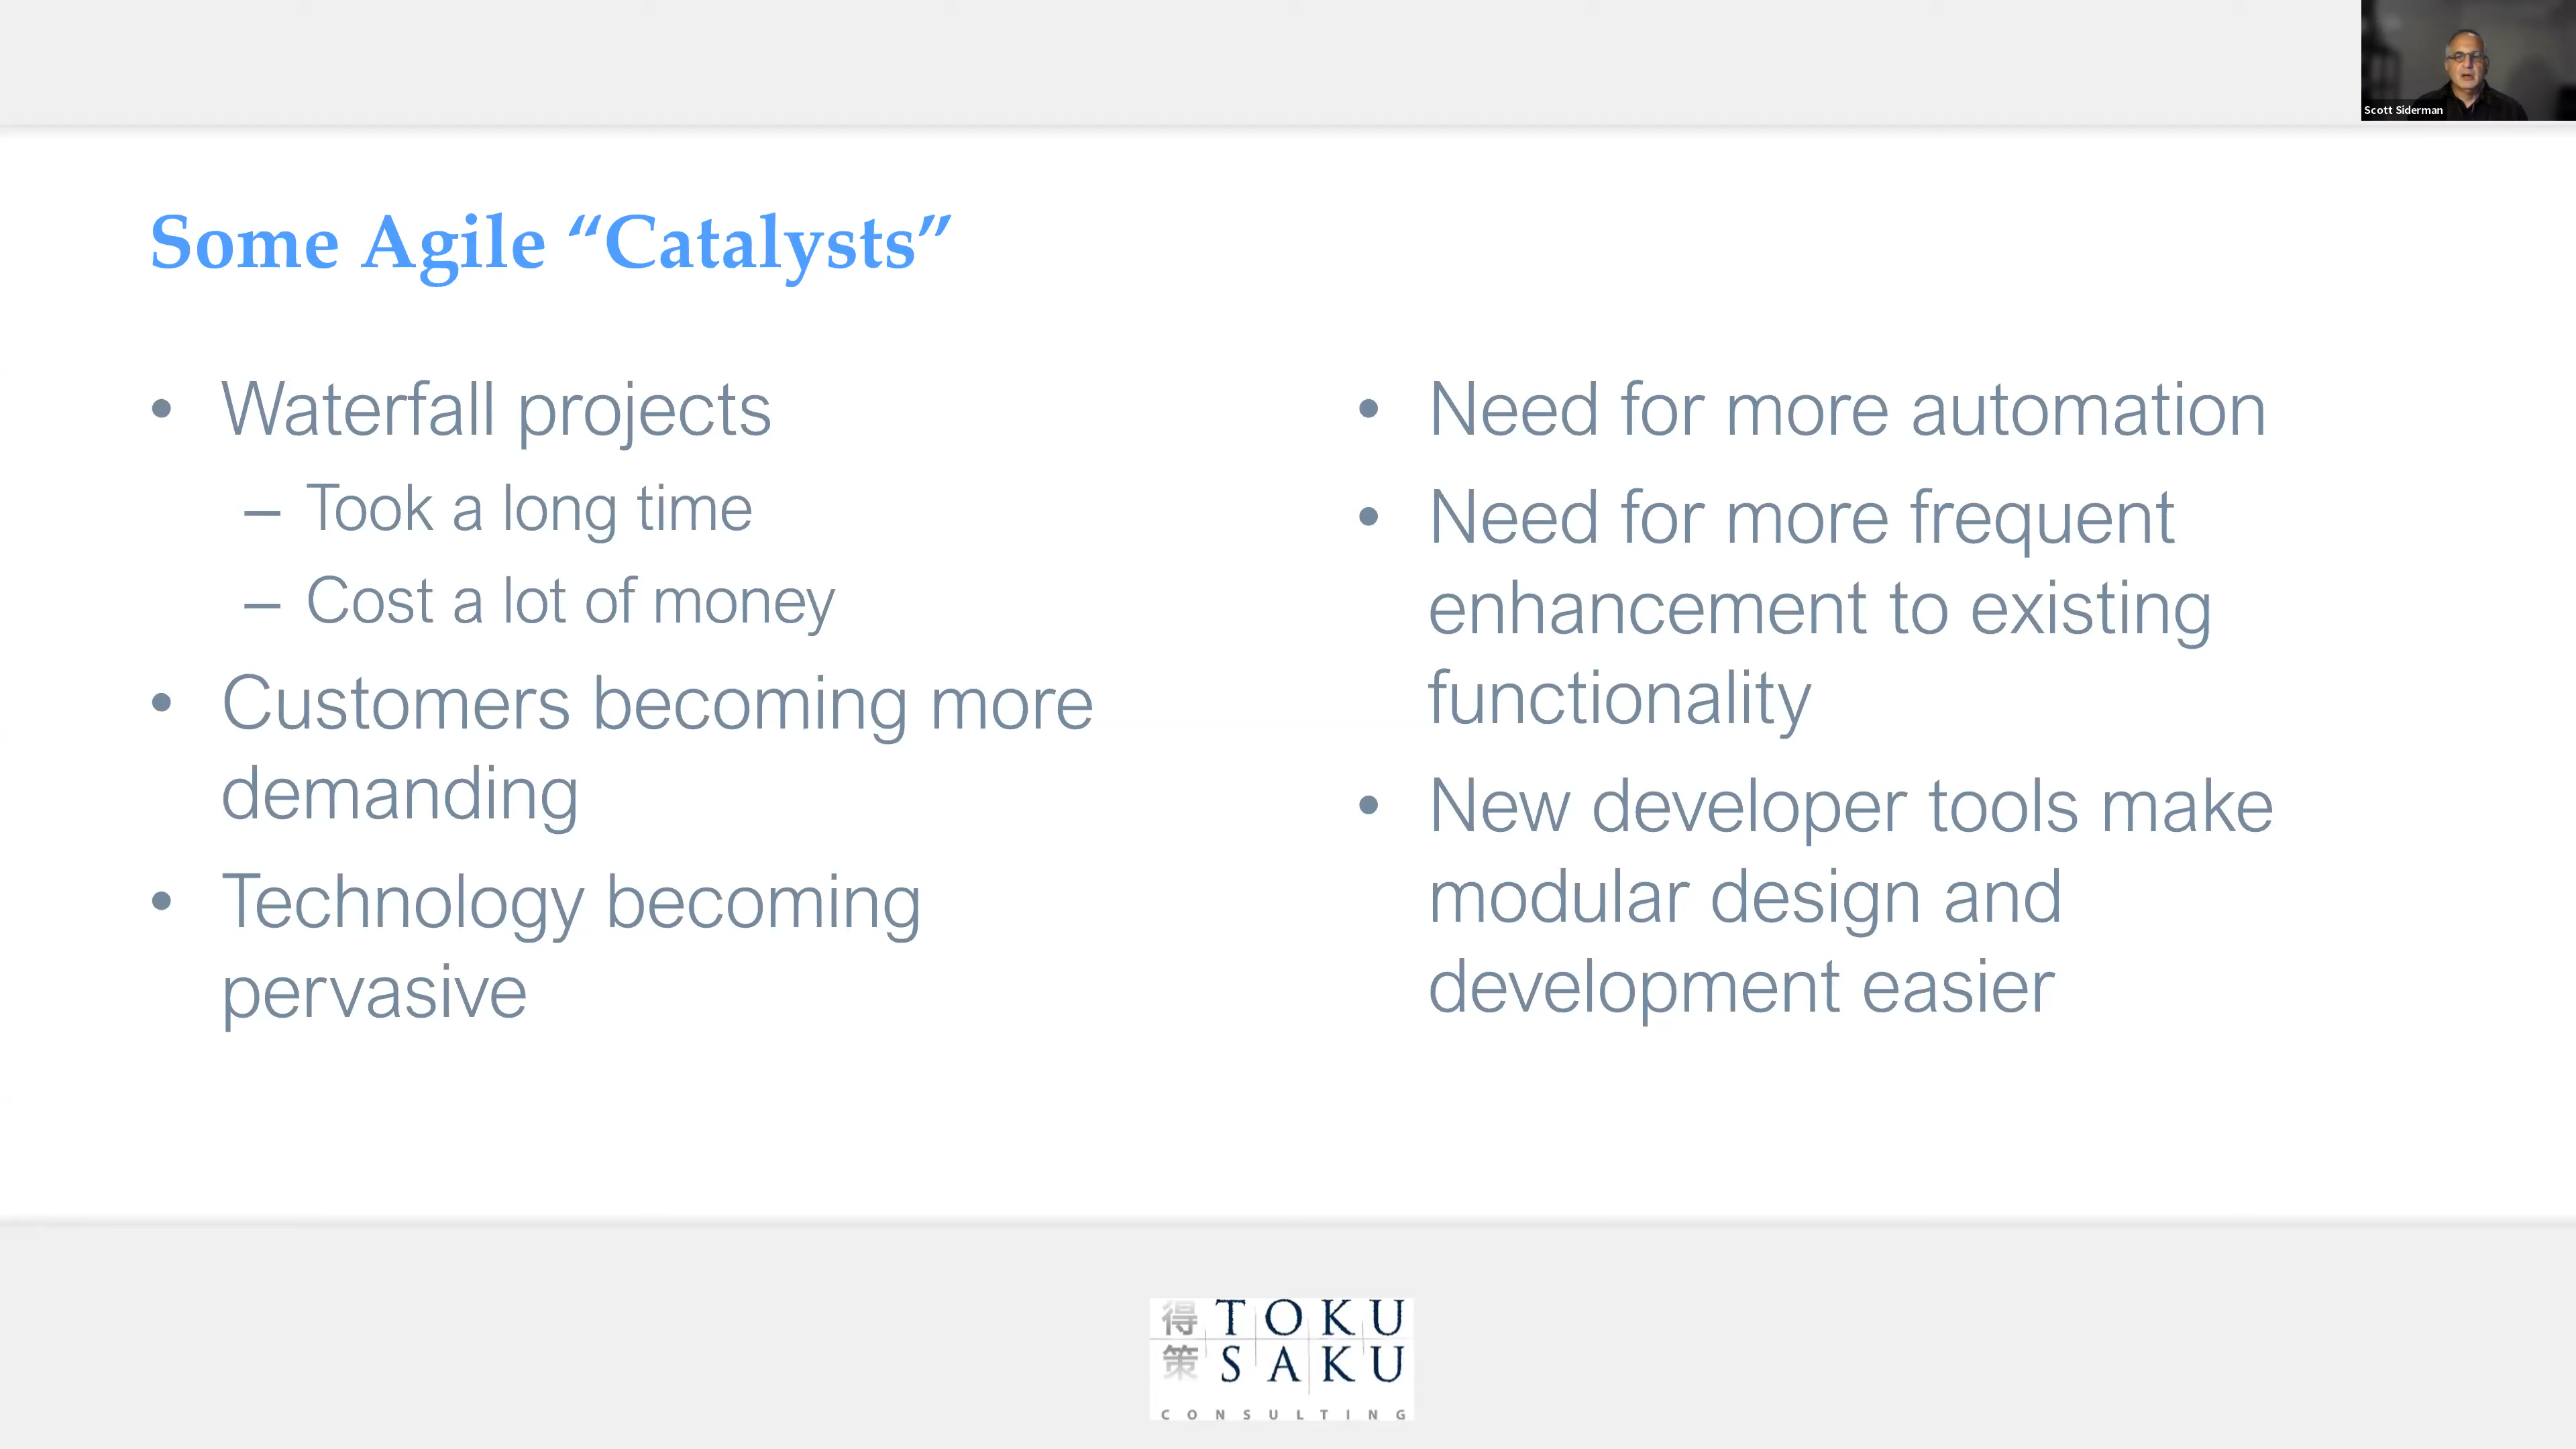 Scott Siderman
Some Agile “Catalysts”
• Waterfall projects
– Took a long time
– Cost a lot of money
• Customers becoming more
demanding
• Technology becoming
pervasive
• Need for more automation
• Need for more frequent
enhancement to existing
functionality
• New developer tools make
modular design and
development easier
得 TOKU
策 SAKU
CONSULTING